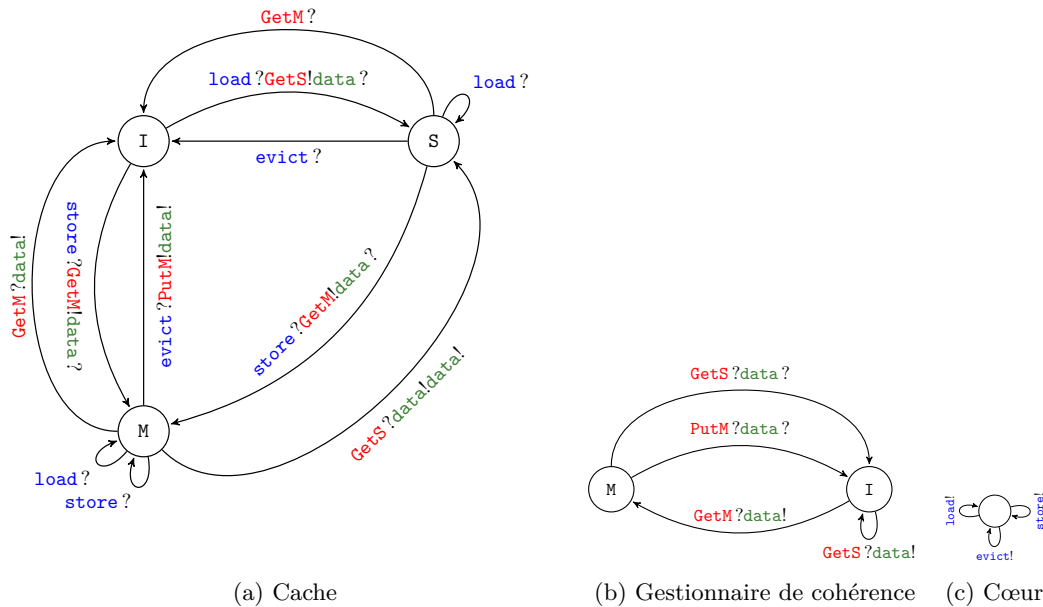 GetM?
load?GetS!data?
load?
I
S
evict?
GetM?data!
store?GetM!data?
evict?PutM!data!
store?GetM!data?
GetS?data!data!
M
load?
store?
GetS?data?
PutM?data?
M
I
GetM?data!
GetS?data!
load!
store!
evict!
(a) Cache
(b) Gestionnaire de cohérence
(c) Cœur